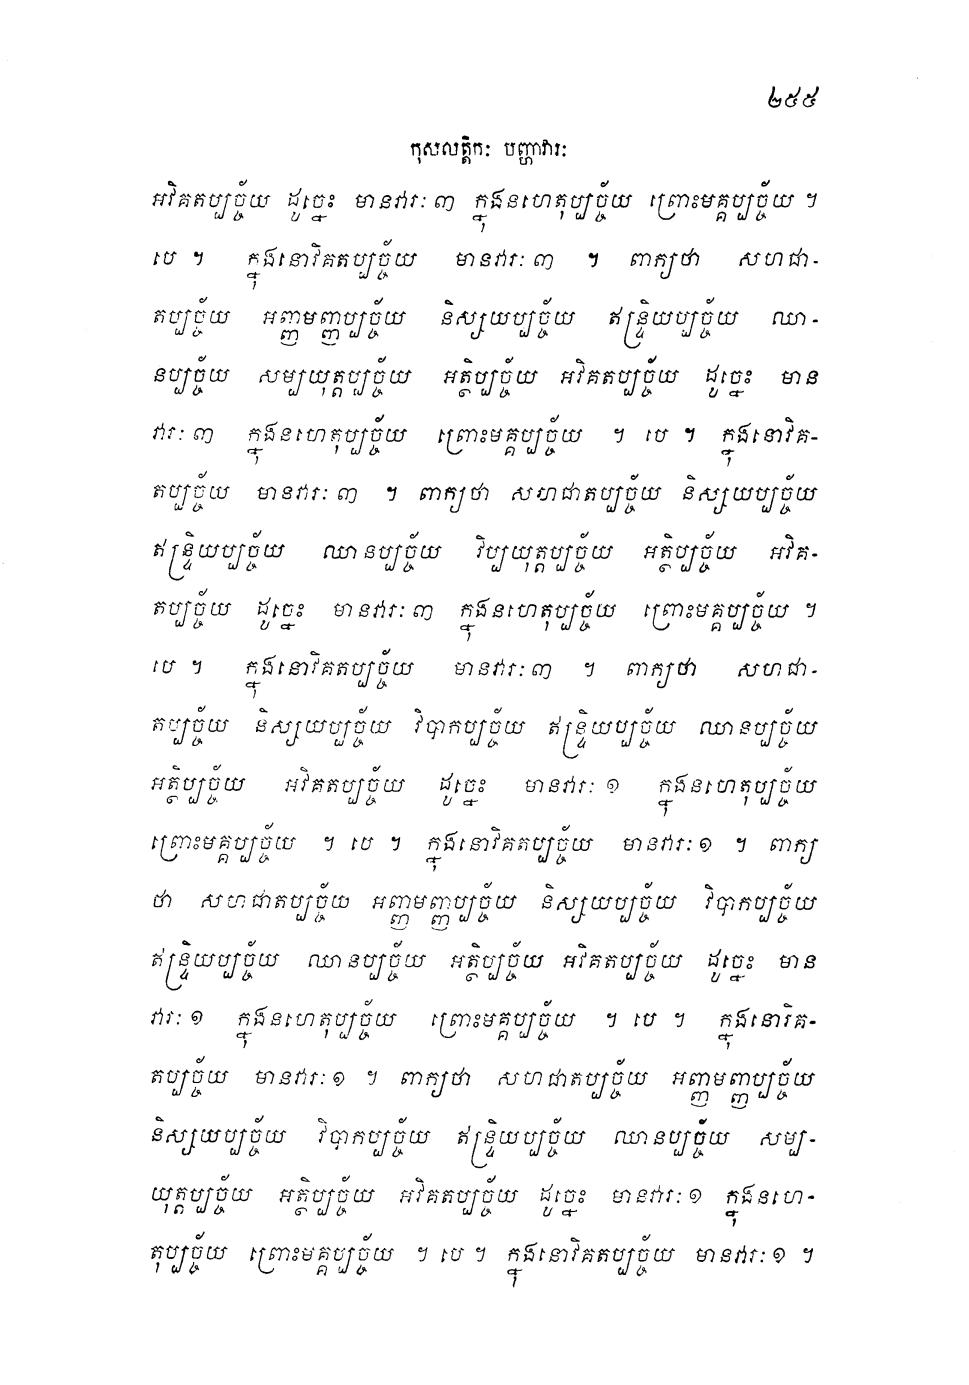 ២៥៥
កុសលត្តិកៈ បញ្ហាវារៈ
អវិគតប្បច្ច័យ ដូច្នេះ មានវារៈ ៣ ក្នុងនហេតុប្បច្ច័យ ព្រោះមគ្គប្បច្ច័យ ។
បេ ។ ក្នុងនោវិគតប្បច្ច័យ មានវារៈ ៣ ។ ពាក្យថា សហជា-
តប្បច្ច័យ អញ្ញាមញ្ញប្បច្ច័យ និស្សយប្បច្ច័យ ឥន្ទ្រិយប្បច្ច័យ ឈា-
នប្បច្ច័យ សម្បយុត្តប្បច្ច័យ អត្ថិប្បច្ច័យ អវិគតប្បច្ច័យ ដូច្នេះ មាន
វារៈ ៣ ក្នុងនហេតុប្បច្ច័យ ព្រោះមគ្គប្បច្ច័យ ។ បេ ។ ក្នុងនោវិគ-
តប្បច្ច័យ មានវារៈ ៣ ។ ពាក្យថា សហជាតប្បច្ច័យ និស្សយប្បច្ច័យ
ឥន្ទ្រិយប្បច្ច័យ ឈានប្បច្ច័យ វិប្បយុត្តប្បច្ច័យ អត្ថិប្បច្ច័យ អវិគ-
តប្បច្ច័យ ដូច្នេះ មានវារៈ ៣ ក្នុងនហេតុប្បច្ច័យ ព្រោះមគ្គប្បច្ច័យ ។
បេ ។ ក្នុងនោវិគតប្បច្ច័យ មានវារៈ ៣ ។ ពាក្យថា សហជា-
តប្បច្ច័យ និស្សយប្បច្ច័យ វិបាកប្បច្ច័យ ឥន្ទ្រិយប្បច្ច័យ ឈានប្បច្ច័យ
អត្ថិប្បច្ច័យ អវិគតប្បច្ច័យ ដូច្នេះ មានវារៈ ១ ក្នុងនហេតុប្បច្ច័យ
ព្រោះមគ្គប្បច្ច័យ ។ បេ ។ ក្នុងនោវិគតប្បច្ច័យ មានវារៈ ១ ។ ពាក្យ
ថា សហជាតប្បច្ច័យ អញ្ញាមញ្ញប្បច្ច័យ និស្សយប្បច្ច័យ វិបាកប្បច្ច័យ
ឥន្ទ្រិយប្បច្ច័យ ឈានប្បច្ច័យ អត្ថិប្បច្ច័យ អវិគតប្បច្ច័យ ដូច្នេះ មាន
វារៈ ១ ក្នុងនហេតុប្បច្ច័យ ព្រោះមគ្គប្បច្ច័យ ។ បេ ។ ក្នុងនោវិគ-
តប្បច្ច័យ មានវារៈ ១ ។ ពាក្យថា សហជាតប្បច្ច័យ អញ្ញាមញ្ញប្បច្ច័យ
និស្សយប្បច្ច័យ វិបាកប្បច្ច័យ ឥន្ទ្រិយប្បច្ច័យ ឈានប្បច្ច័យ សម្ប-
យុត្តប្បច្ច័យ អត្ថិប្បច្ច័យ អវិគតប្បច្ច័យ ដូច្នេះ មានវារៈ ១ ក្នុងនហេ-
តុប្បច្ច័យ ព្រោះមគ្គប្បច្ច័យ ។ បេ ។ ក្នុងនោវិគតប្បច្ច័យ មានវារៈ ១ ។